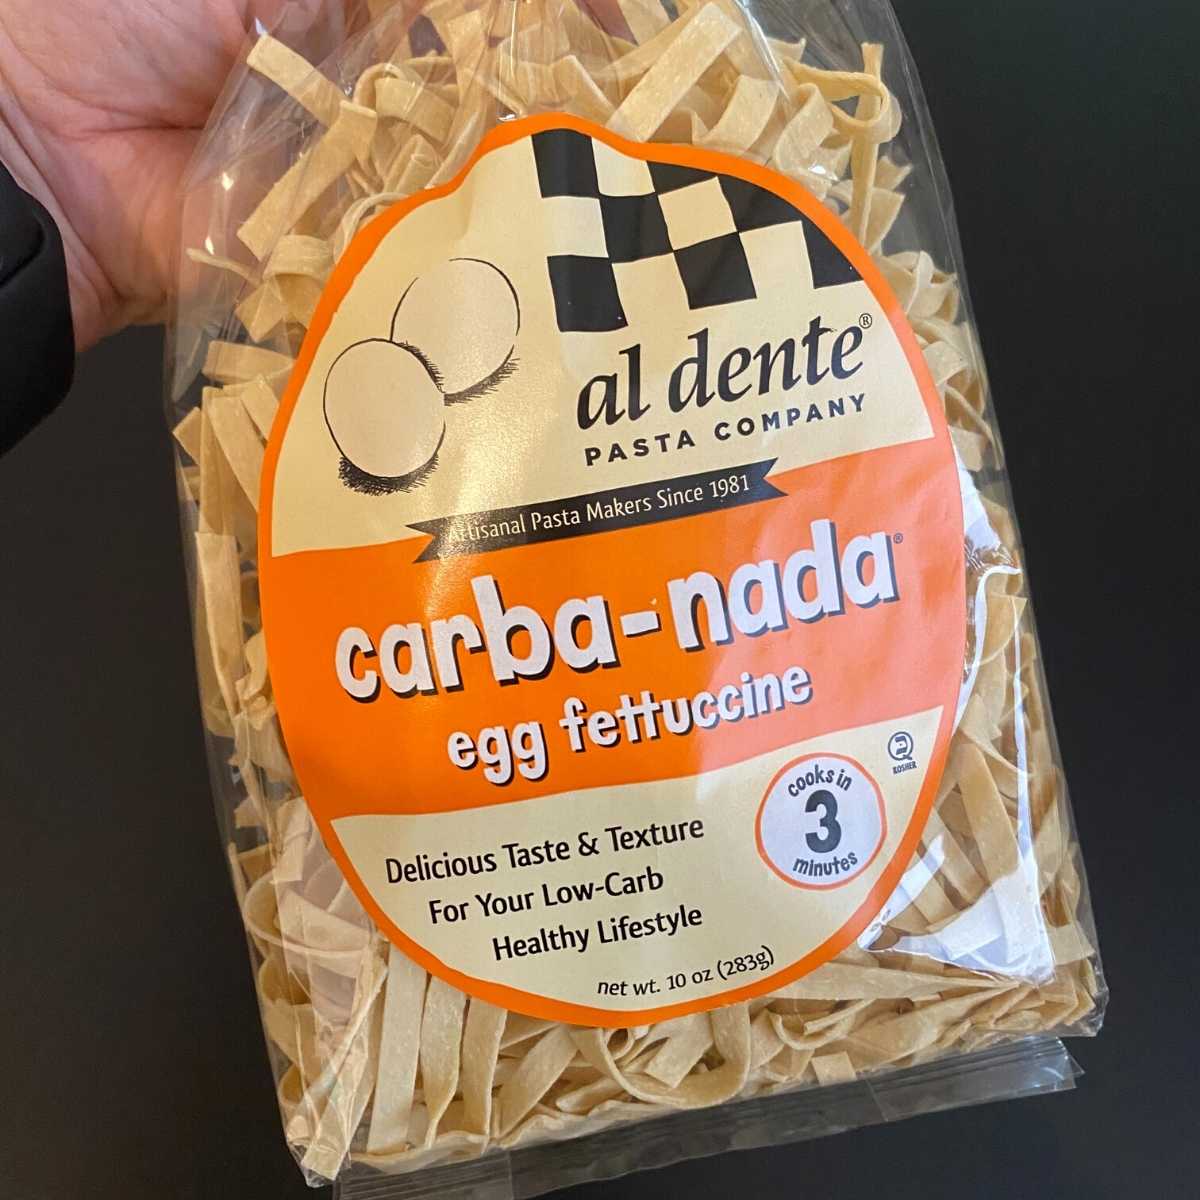 al dente®
PASTA COMPANY
Artisanal Pasta Makers Since 1981
carba-nada®
egg fettuccine
cooks in
3
minutes
KOSHER
Delicious Taste & Texture
For Your Low-Carb
Healthy Lifestyle
net wt. 10 oz (283g)